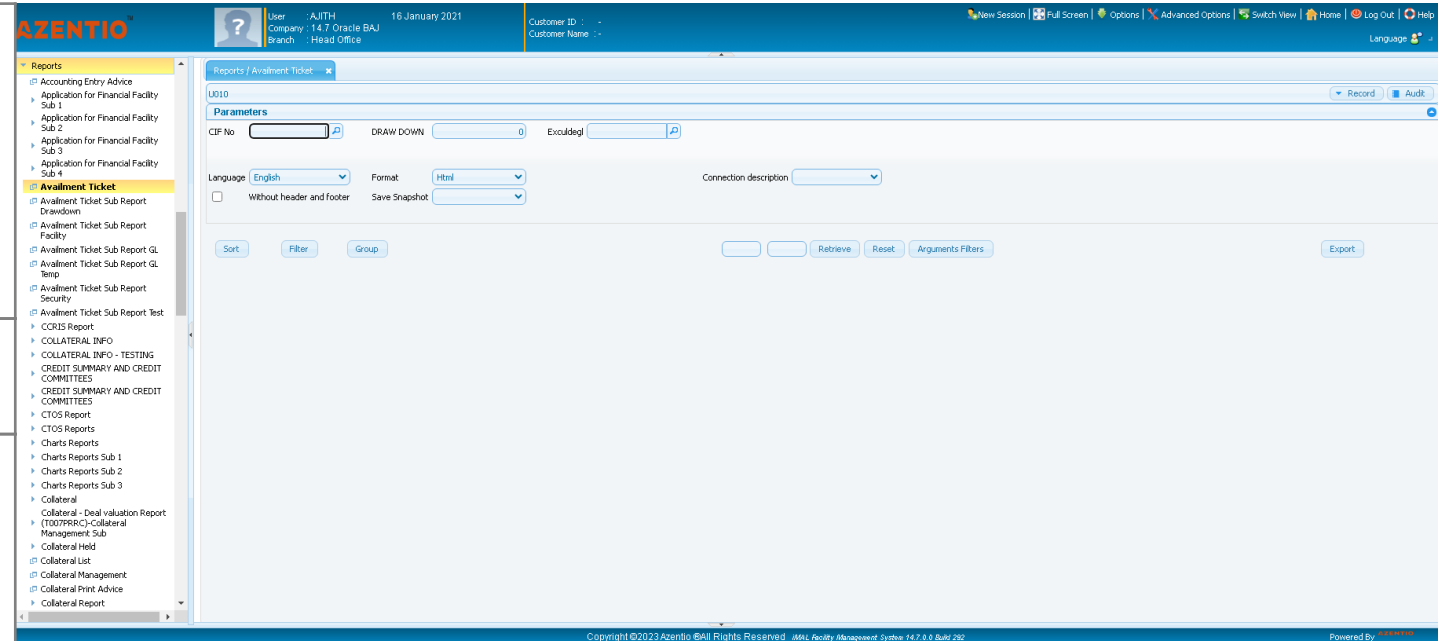 AZENTIO™
User : AJITH 16 January 2021
Company : 14.7 Oracle BAJ
Branch : Head Office
Customer ID : -
Customer Name : -
New Session | Full Screen | Options | Advanced Options | Switch View | Home | Log Out | Help
Language
Reports
Accounting Entry Advice
Application for Financial Facility
Sub 1
Application for Financial Facility
Sub 2
Application for Financial Facility
Sub 3
Application for Financial Facility
Sub 4
Availment Ticket
Availment Ticket Sub Report
Drawdown
Availment Ticket Sub Report
Facility
Availment Ticket Sub Report GL
Availment Ticket Sub Report GL
Temp
Availment Ticket Sub Report
Security
Availment Ticket Sub Report Test
CCRIS Report
COLLATERAL INFO
COLLATERAL INFO - TESTING
CREDIT SUMMARY AND CREDIT
COMMITTEES
CREDIT SUMMARY AND CREDIT
COMMITTEES
CTOS Report
CTOS Reports
Charts Reports
Charts Reports Sub 1
Charts Reports Sub 2
Charts Reports Sub 3
Collateral
Collateral - Deal valuation Report
(T007PRRC)-Collateral
Management Sub
Collateral Held
Collateral List
Collateral Management
Collateral Print Advice
Collateral Report
Reports / Availment Ticket
U010
Record Audit
Parameters
CIF No DRAW DOWN 0 Exculdegl
Language English Format Html Connection description
Without header and footer Save Snapshot
Sort Filter Group Retrieve Reset Arguments Filters Export
Copyright ©2023 Azentio ®All Rights Reserved iMAL Facility Management System 14.7.0.0 Build 292
Powered By AZENTIO